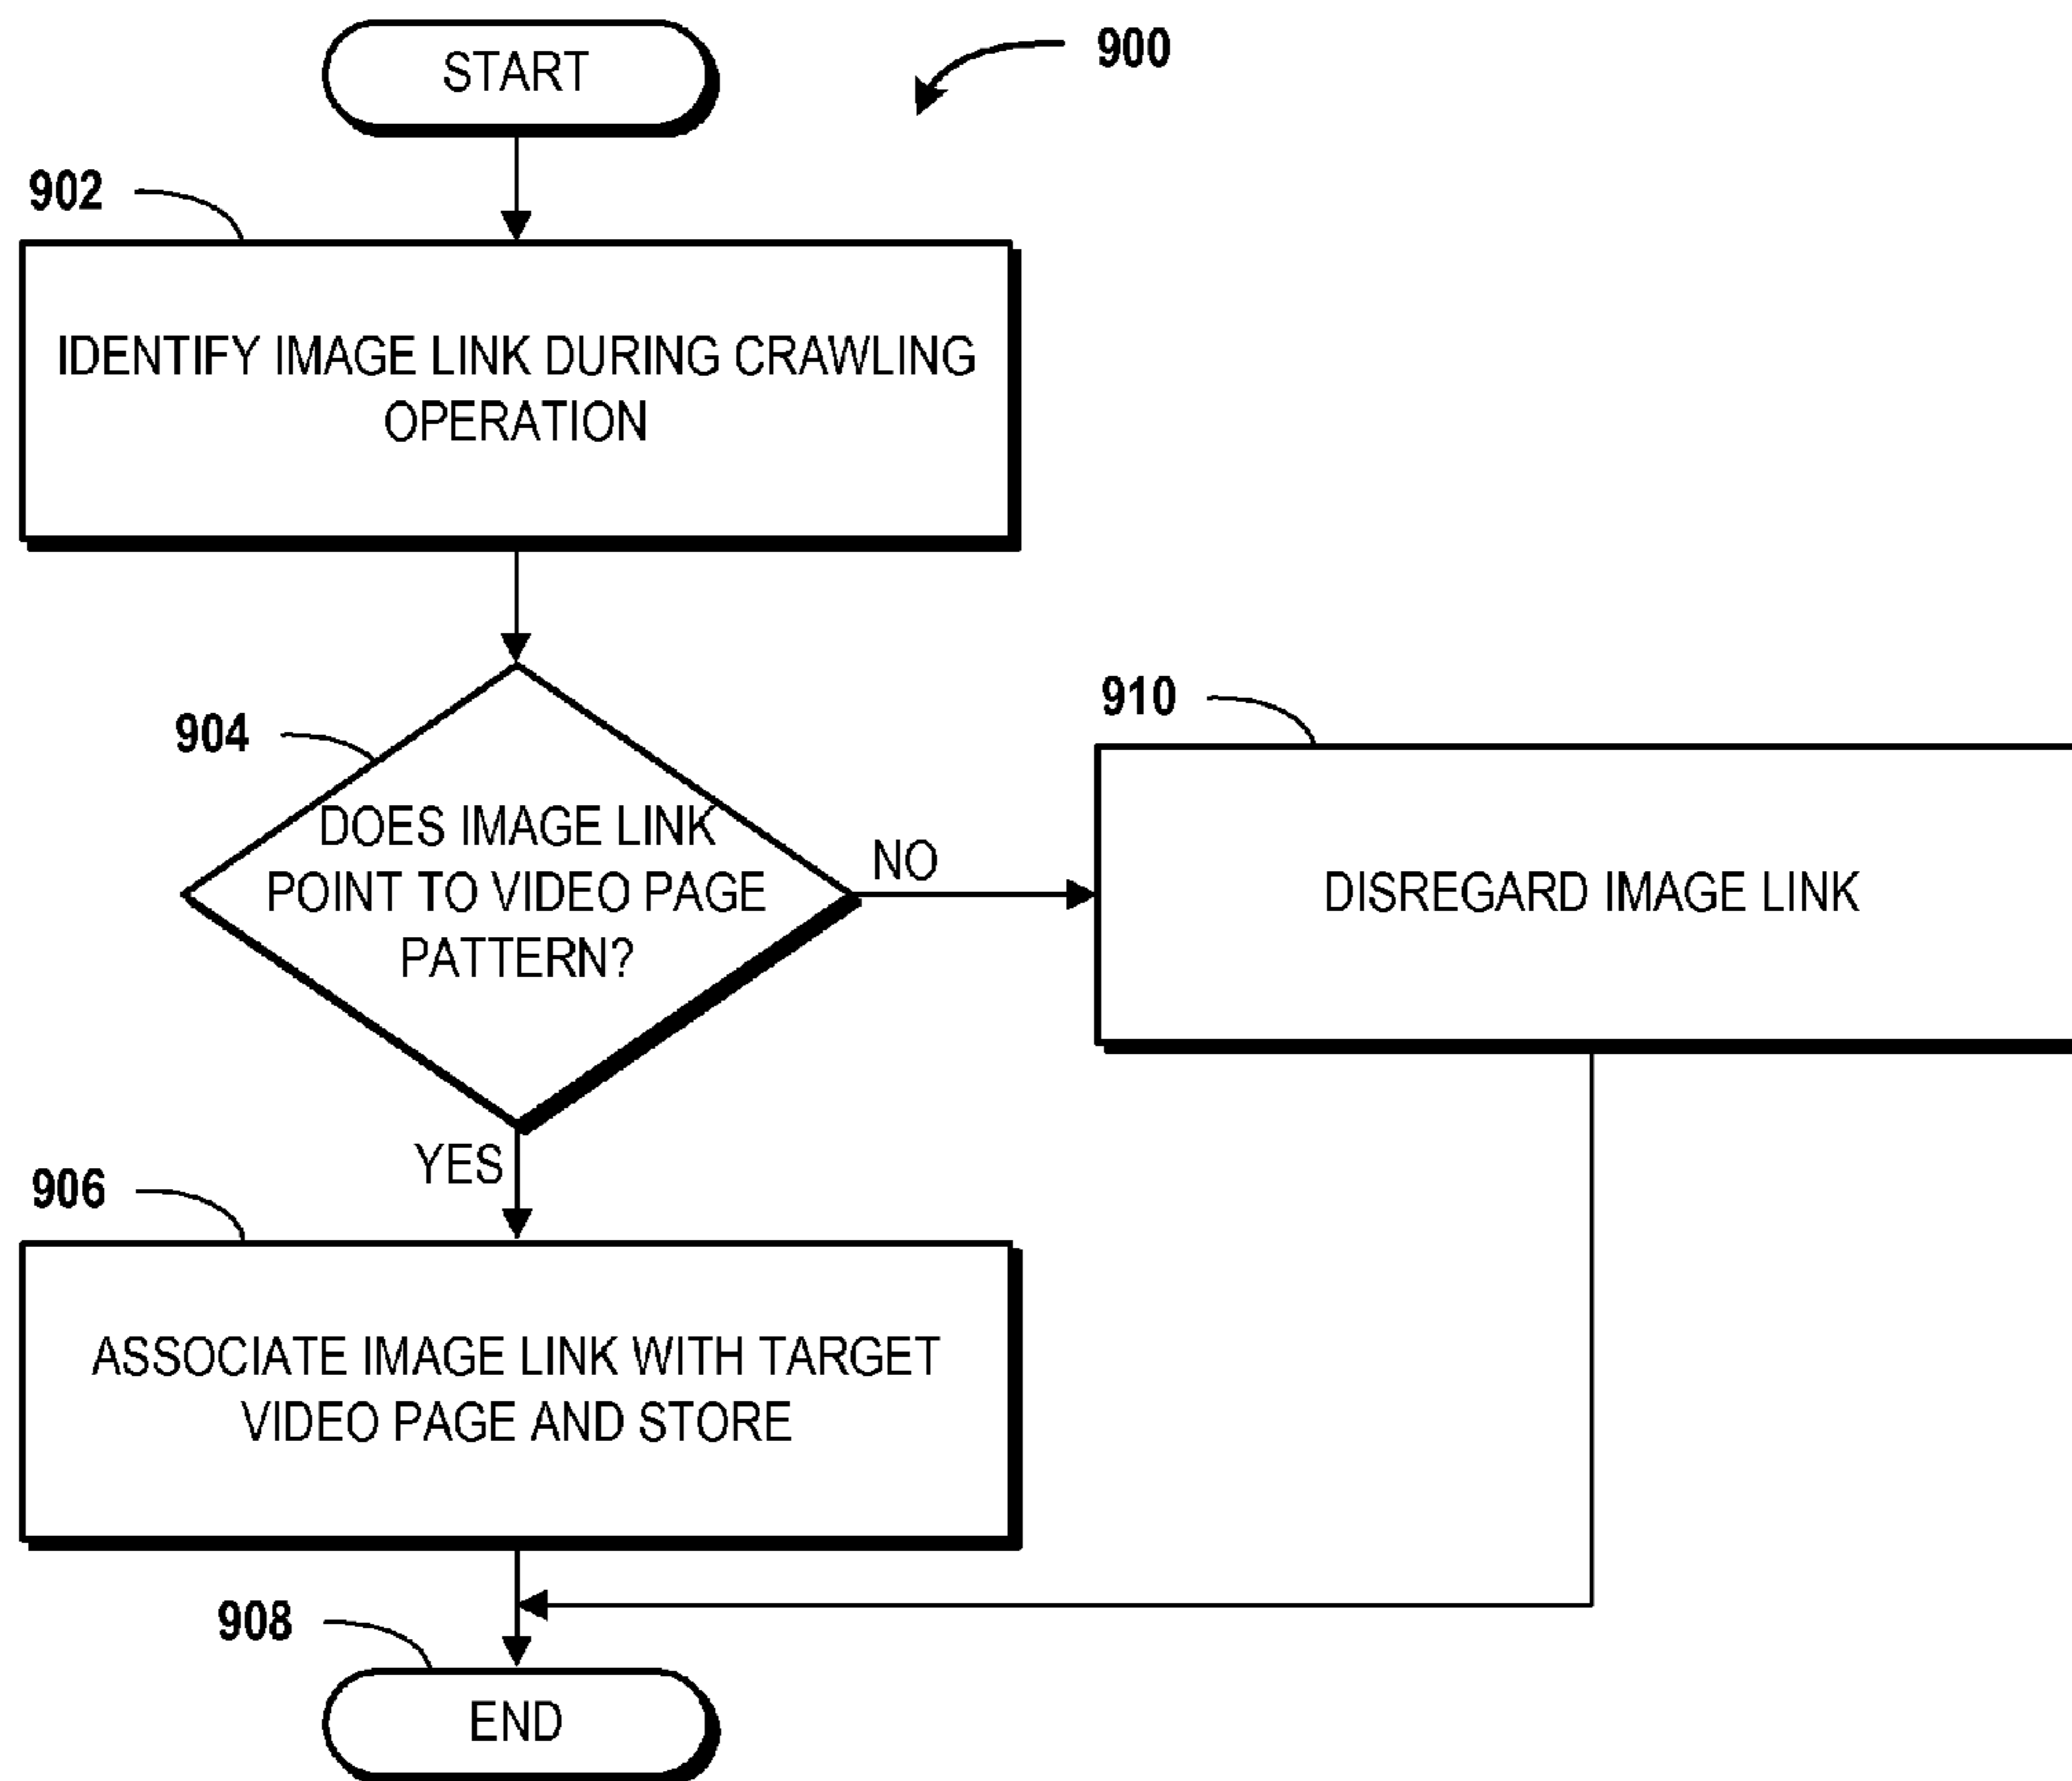 START
900
902
IDENTIFY IMAGE LINK DURING CRAWLING
OPERATION
904
DOES IMAGE LINK
POINT TO VIDEO PAGE
PATTERN?
NO
910
DISREGARD IMAGE LINK
YES
906
ASSOCIATE IMAGE LINK WITH TARGET
VIDEO PAGE AND STORE
908
END